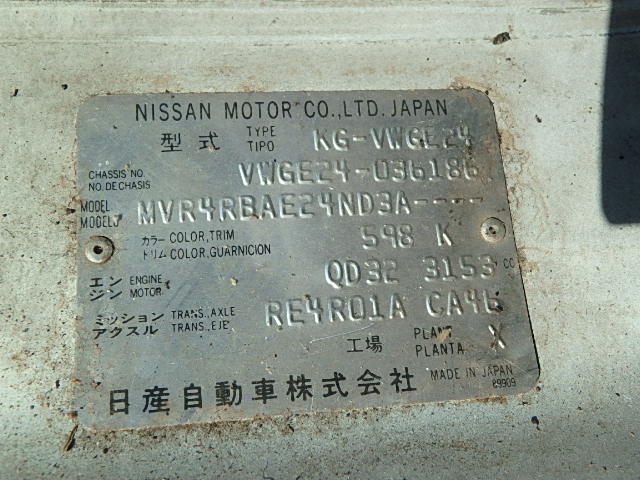 NISSAN MOTOR CO.,LTD. JAPAN
型式 TYPE TIPO KG-VWGE24
CHASSIS NO. NO. DE CHASIS VWGE24-036186
MODEL MODELO MVR4RBAE24ND3A----
カラー COLOR,TRIM トリム COLOR,GUARNICION 598 K
エンジン ENGINE MOTOR QD32 3153 CC
ミッション TRANS.,AXLE アクスル TRANS.,EJE RE4R01A CA46
工場 PLANT PLANTA X
日産自動車株式会社 MADE IN JAPAN
89909